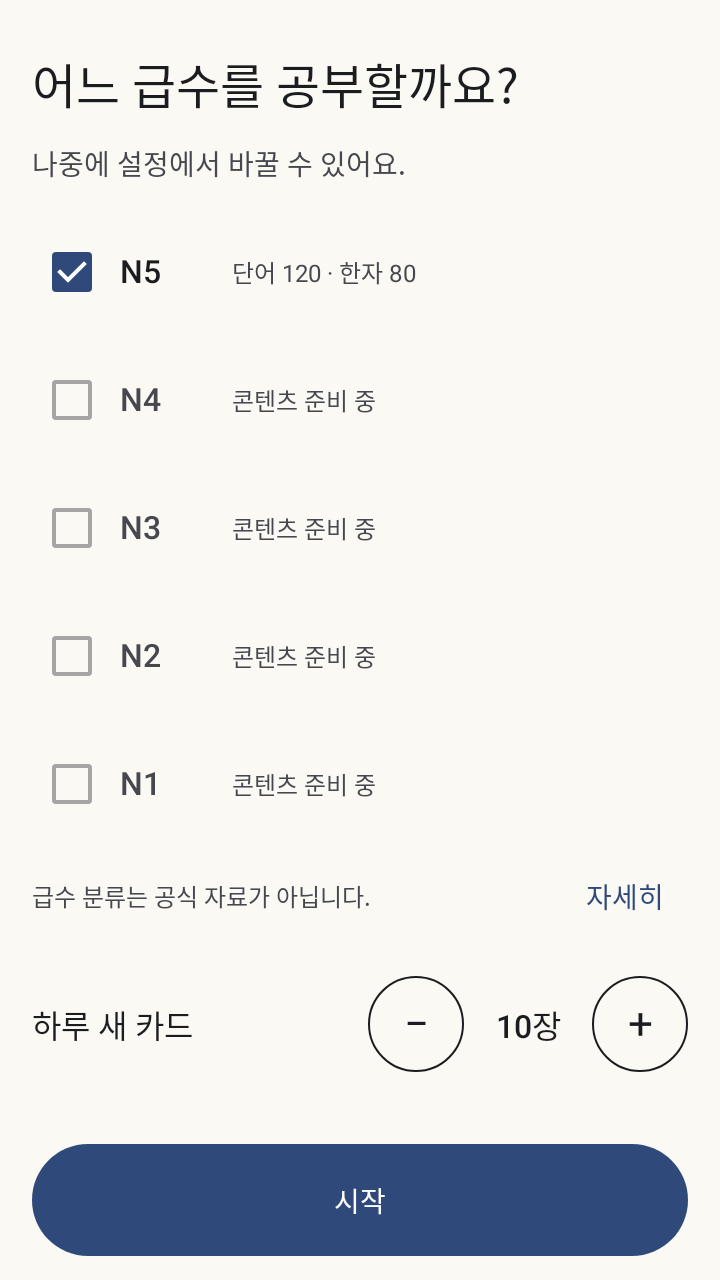 어느 급수를 공부할까요?
나중에 설정에서 바꿀 수 있어요.
N5 단어 120 · 한자 80
N4 콘텐츠 준비 중
N3 콘텐츠 준비 중
N2 콘텐츠 준비 중
N1 콘텐츠 준비 중
급수 분류는 공식 자료가 아닙니다. 자세히
하루 새 카드 − 10장 +
시작